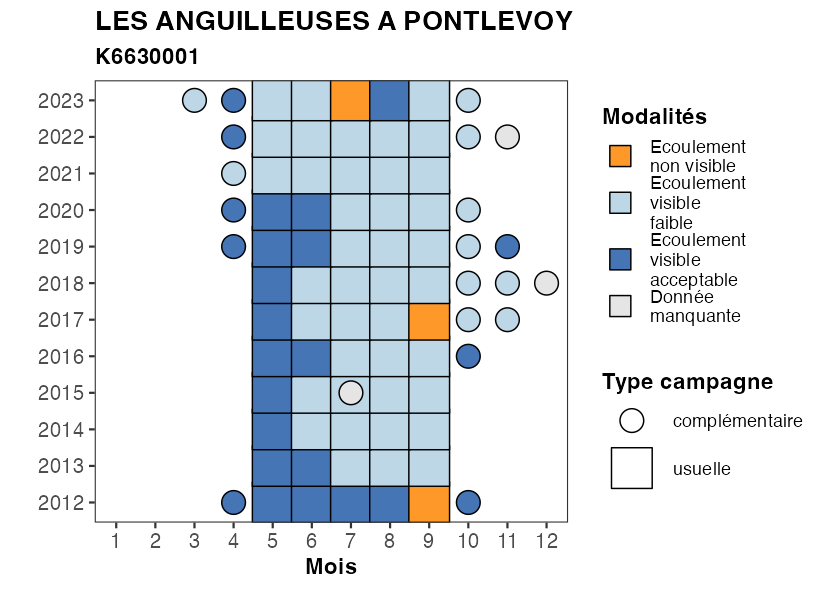 LES ANGUILLEUSES A PONTLEVOY
K6630001
2023
2022
2021
2020
2019
2018
2017
2016
2015
2014
2013
2012
1 2 3 4 5 6 7 8 9 10 11 12
Mois
Modalités
Ecoulement
non visible
Ecoulement
visible
faible
Ecoulement
visible
acceptable
Donnée
manquante
Type campagne
complémentaire
usuelle